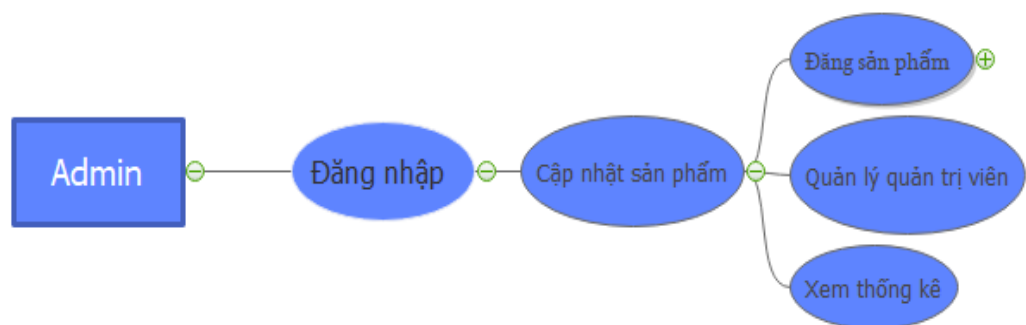 Admin
Đăng nhập
Cập nhật sản phẩm
Đăng sản phẩm
Quản lý quản trị viên
Xem thống kê